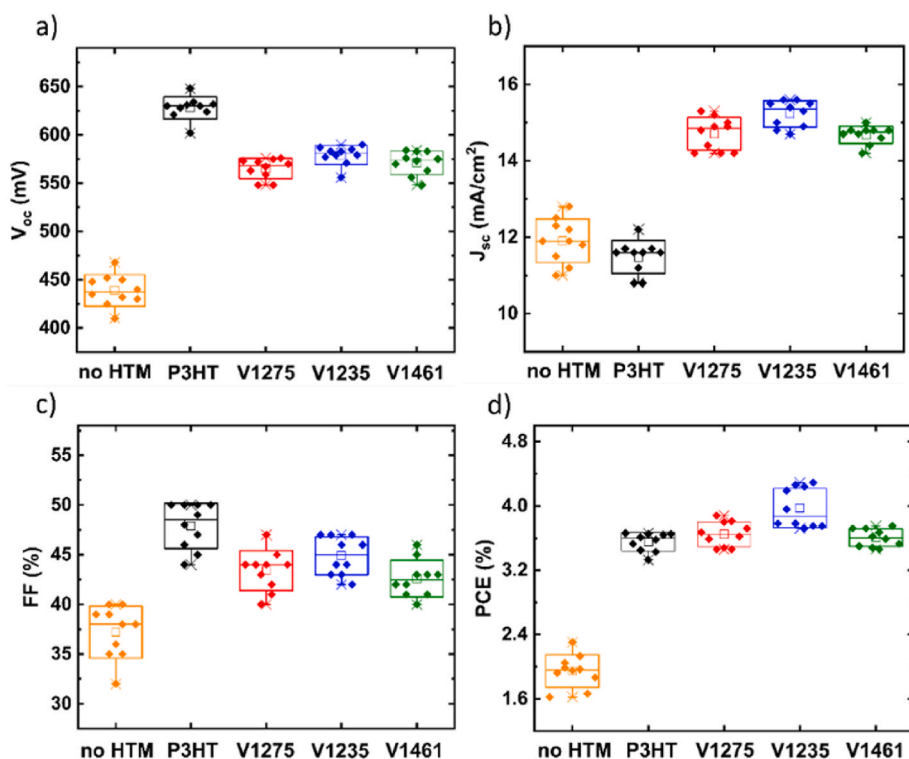 a)
V_oc (mV)
650
600
550
500
450
400
no HTM P3HT V1275 V1235 V1461
b)
J_sc (mA/cm²)
16
14
12
10
no HTM P3HT V1275 V1235 V1461
c)
FF (%)
55
50
45
40
35
30
no HTM P3HT V1275 V1235 V1461
d)
PCE (%)
4.8
4.0
3.2
2.4
1.6
no HTM P3HT V1275 V1235 V1461